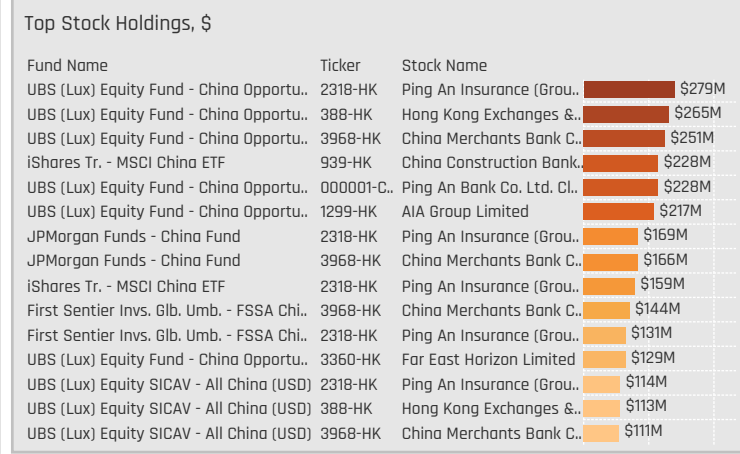 Top Stock Holdings, $
Fund Name Ticker Stock Name
UBS (Lux) Equity Fund - China Opportu.. 2318-HK Ping An Insurance (Grou.. $279M
UBS (Lux) Equity Fund - China Opportu.. 388-HK Hong Kong Exchanges &.. $265M
UBS (Lux) Equity Fund - China Opportu.. 3968-HK China Merchants Bank C.. $251M
iShares Tr. - MSCI China ETF 939-HK China Construction Bank.. $228M
UBS (Lux) Equity Fund - China Opportu.. 000001-C.. Ping An Bank Co. Ltd. Cl.. $228M
UBS (Lux) Equity Fund - China Opportu.. 1299-HK AIA Group Limited $217M
JPMorgan Funds - China Fund 2318-HK Ping An Insurance (Grou.. $169M
JPMorgan Funds - China Fund 3968-HK China Merchants Bank C.. $166M
iShares Tr. - MSCI China ETF 2318-HK Ping An Insurance (Grou.. $159M
First Sentier Invs. Glb. Umb. - FSSA Chi.. 3968-HK China Merchants Bank C.. $144M
First Sentier Invs. Glb. Umb. - FSSA Chi.. 2318-HK Ping An Insurance (Grou.. $131M
UBS (Lux) Equity Fund - China Opportu.. 3360-HK Far East Horizon Limited $129M
UBS (Lux) Equity SICAV - All China (USD) 2318-HK Ping An Insurance (Grou.. $114M
UBS (Lux) Equity SICAV - All China (USD) 388-HK Hong Kong Exchanges &.. $113M
UBS (Lux) Equity SICAV - All China (USD) 3968-HK China Merchants Bank C.. $111M